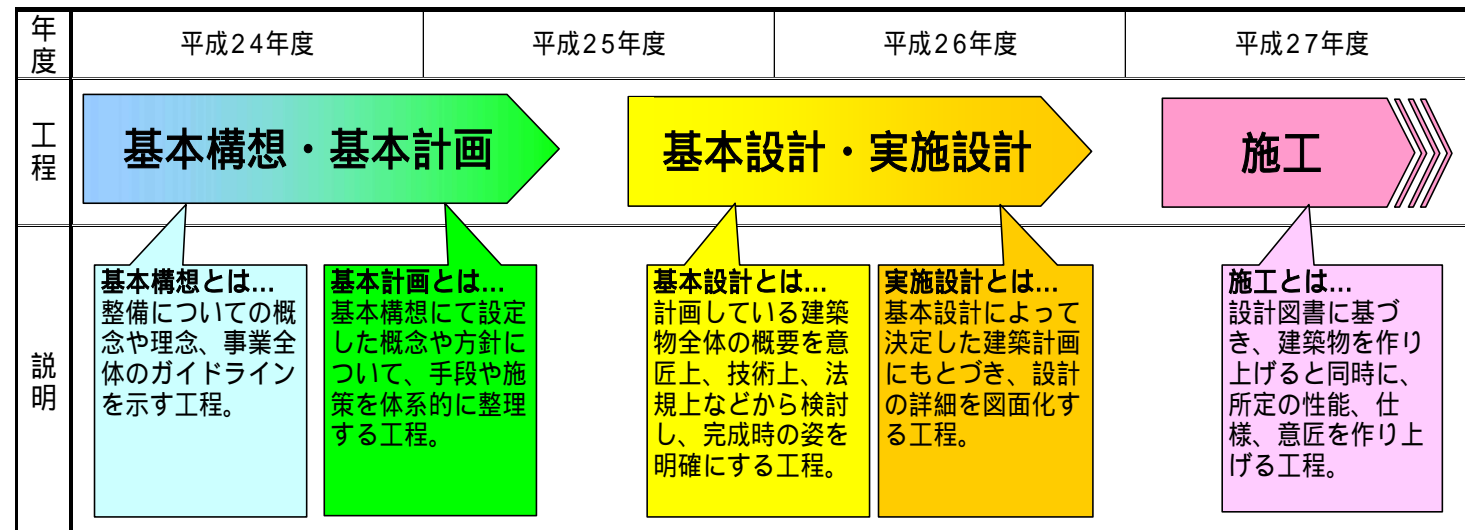 年度
平成24年度
平成25年度
平成26年度
平成27年度
工程
基本構想・基本計画
基本設計・実施設計
施工
説明
基本構想とは…
整備についての概
念や理念、事業全
体のガイドライン
を示す工程。
基本計画とは…
基本構想にて設定
した概念や方針に
ついて、手段や施
策を体系的に整理
する工程。
基本設計とは…
計画している建築
物全体の概要を意
匠上、技術上、法
規上などから検討
し、完成時の姿を
明確にする工程。
実施設計とは…
基本設計によって
決定した建築計画
にもとづき、設計
の詳細を図面化す
る工程。
施工とは…
設計図書に基づ
き、建築物を作り
上げると同時に、
所定の性能、仕
様、意匠を作り上
げる工程。